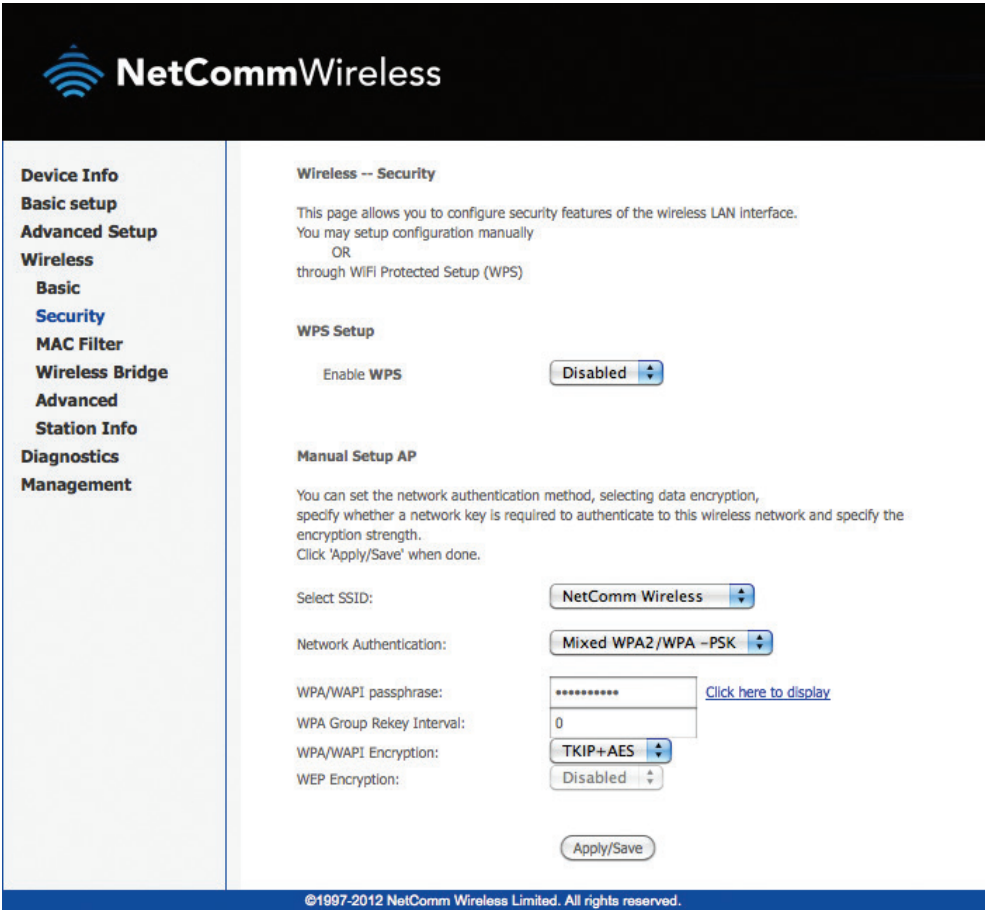 NetCommWireless
Device Info
Basic setup
Advanced Setup
Wireless
Basic
Security
MAC Filter
Wireless Bridge
Advanced
Station Info
Diagnostics
Management
Wireless -- Security
This page allows you to configure security features of the wireless LAN interface.
You may setup configuration manually
OR
through WiFi Protected Setup (WPS)
WPS Setup
Enable WPS Disabled
Manual Setup AP
You can set the network authentication method, selecting data encryption,
specify whether a network key is required to authenticate to this wireless network and specify the
encryption strength.
Click 'Apply/Save' when done.
Select SSID: NetComm Wireless
Network Authentication: Mixed WPA2/WPA -PSK
WPA/WAPI passphrase: •••••••••• Click here to display
WPA Group Rekey Interval: 0
WPA/WAPI Encryption: TKIP+AES
WEP Encryption: Disabled
Apply/Save
©1997-2012 NetComm Wireless Limited. All rights reserved.